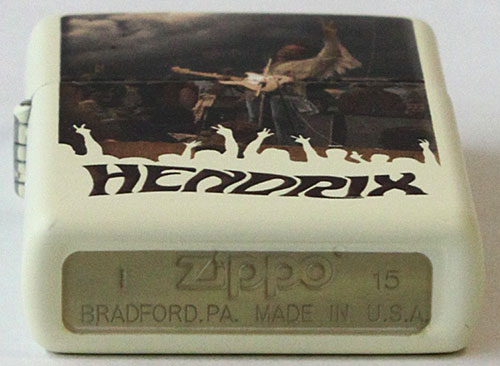 HENDRIX
I zippo 15
BRADFORD.PA. MADE IN U.S.A.